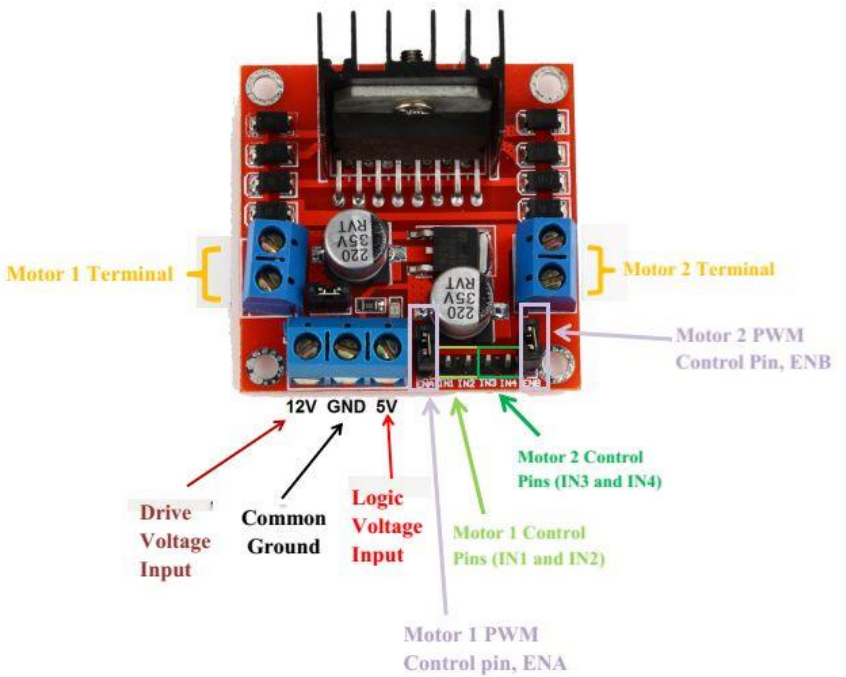 220
35V
RVT
220
35V
RVT
Motor 1 Terminal
Motor 2 Terminal
Motor 2 PWM
Control Pin, ENB
ENA
IN1 IN2
IN3 IN4
ENB
12V GND 5V
Motor 2 Control
Pins (IN3 and IN4)
Drive
Voltage
Input
Common
Ground
Logic
Voltage
Input
Motor 1 Control
Pins (IN1 and IN2)
Motor 1 PWM
Control pin, ENA